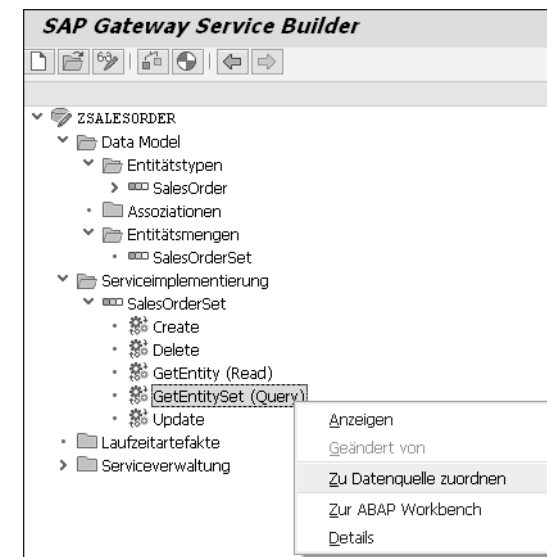 SAP Gateway Service Builder
ZSALESORDER
Data Model
Entitätstypen
SalesOrder
Assoziationen
Entitätsmengen
SalesOrderSet
Serviceimplementierung
SalesOrderSet
Create
Delete
GetEntity (Read)
GetEntitySet (Query)
Update
Laufzeitartefakte
Serviceverwaltung
Anzeigen
Geändert von
Zu Datenquelle zuordnen
Zur ABAP Workbench
Details